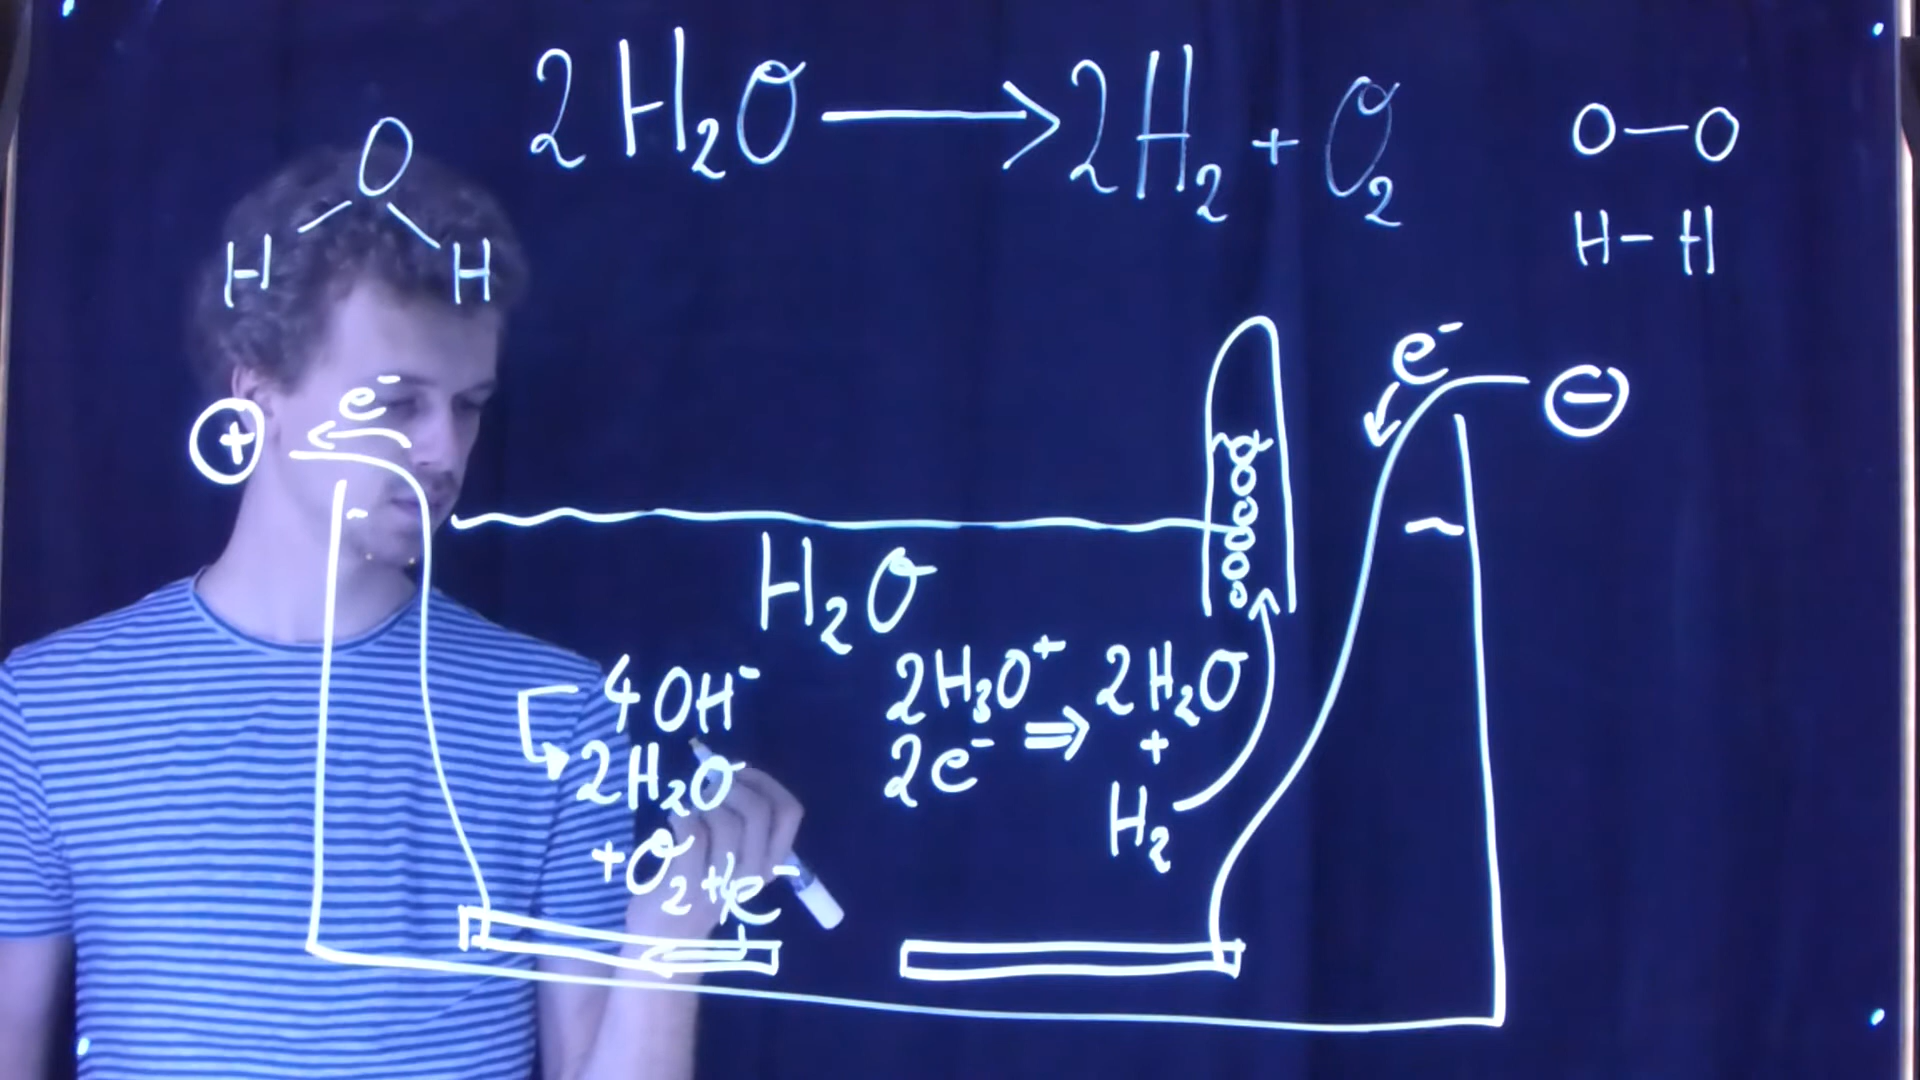 2H₂O → 2H₂ + O₂
O
H H
O—O
H–H
e⁻
+
e⁻
−
H₂O
4OH⁻
2H₂O
+O₂+4e⁻
2H₃O⁺ ⇒ 2H₂O
2e⁻ +
H₂